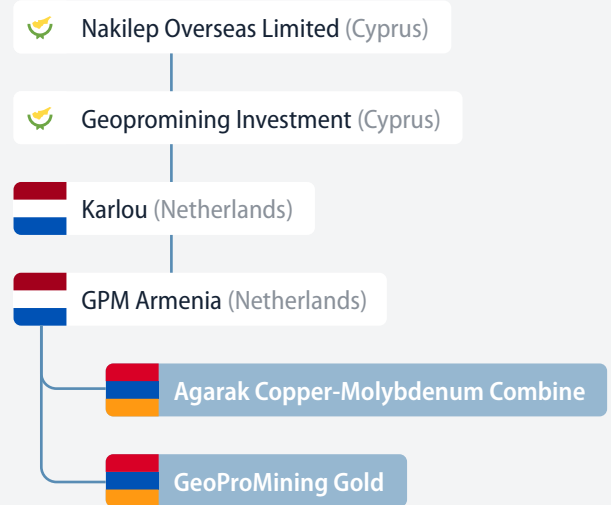 Nakilep Overseas Limited (Cyprus)
Geopromining Investment (Cyprus)
Karlou (Netherlands)
GPM Armenia (Netherlands)
Agarak Copper-Molybdenum Combine
GeoProMining Gold